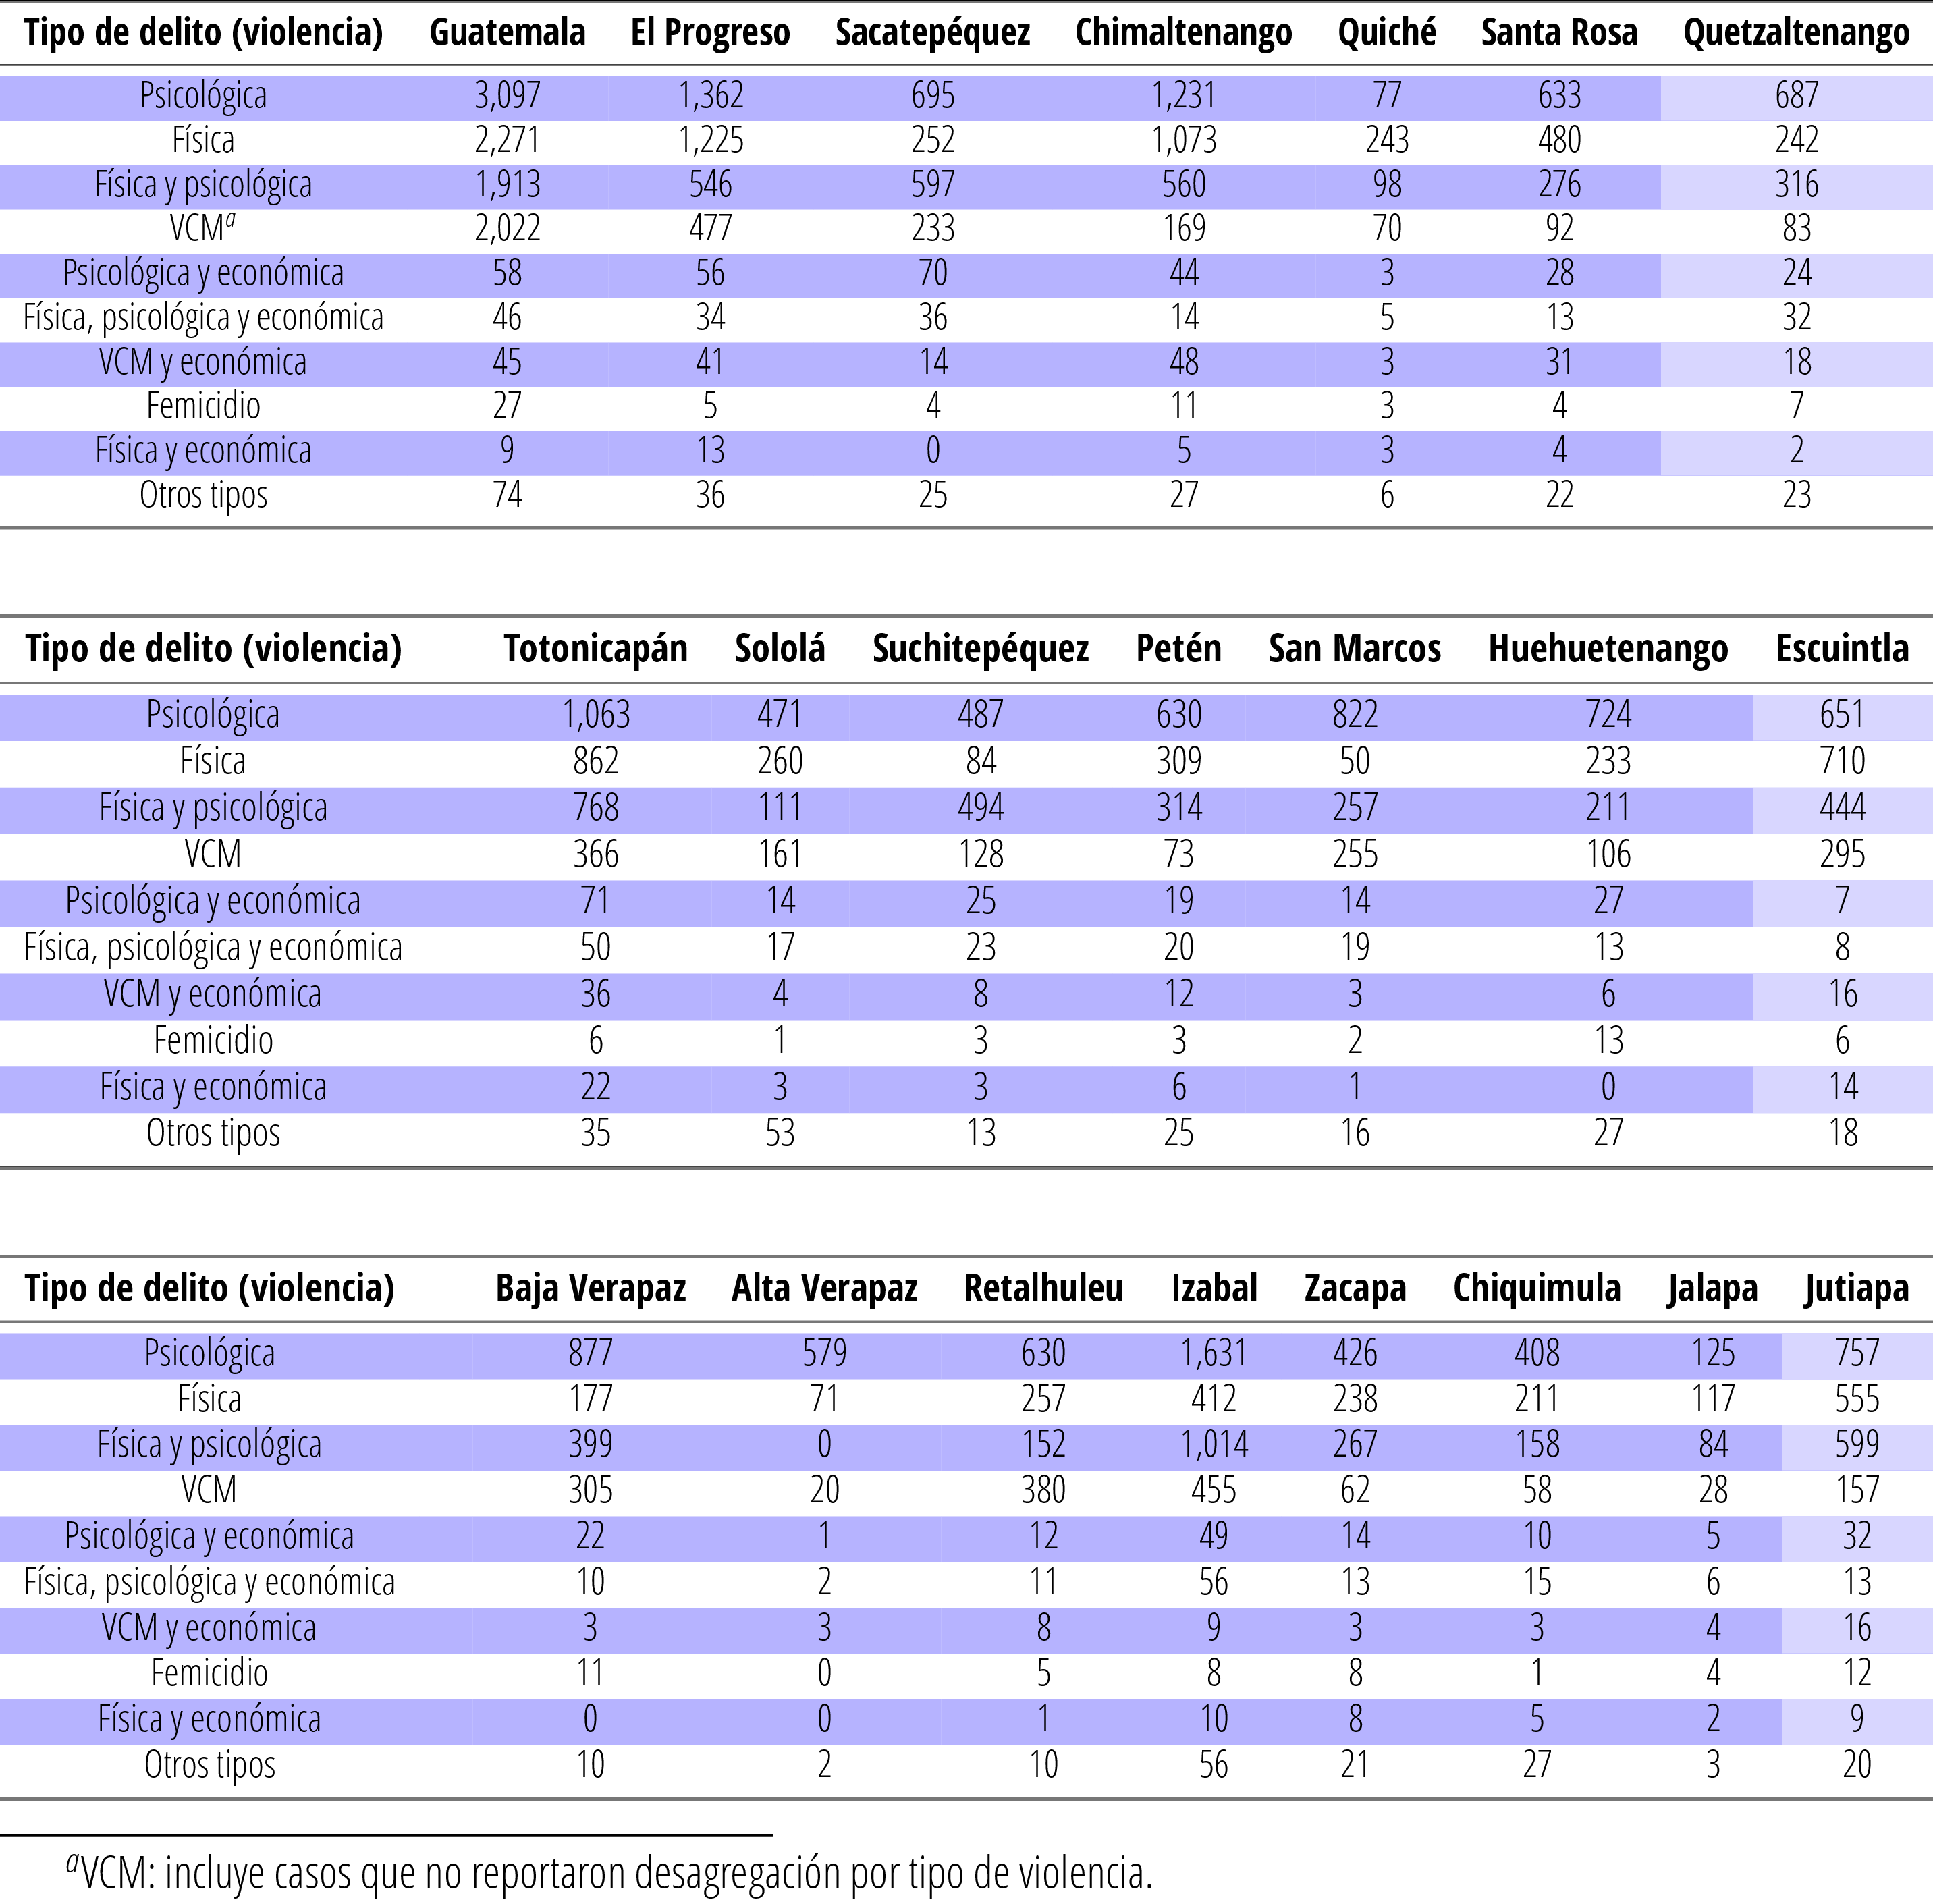 Tipo de delito (violencia) Guatemala El Progreso Sacatepéquez Chimaltenango Quiché Santa Rosa Quetzaltenango
Psicológica 3,097 1,362 695 1,231 77 633 687
Física 2,271 1,225 252 1,073 243 480 242
Física y psicológica 1,913 546 597 560 98 276 316
VCMᵃ 2,022 477 233 169 70 92 83
Psicológica y económica 58 56 70 44 3 28 24
Física, psicológica y económica 46 34 36 14 5 13 32
VCM y económica 45 41 14 48 3 31 18
Femicidio 27 5 4 11 3 4 7
Física y económica 9 13 0 5 3 4 2
Otros tipos 74 36 25 27 6 22 23
Tipo de delito (violencia) Totonicapán Sololá Suchitepéquez Petén San Marcos Huehuetenango Escuintla
Psicológica 1,063 471 487 630 822 724 651
Física 862 260 84 309 50 233 710
Física y psicológica 768 111 494 314 257 211 444
VCM 366 161 128 73 255 106 295
Psicológica y económica 71 14 25 19 14 27 7
Física, psicológica y económica 50 17 23 20 19 13 8
VCM y económica 36 4 8 12 3 6 16
Femicidio 6 1 3 3 2 13 6
Física y económica 22 3 3 6 1 0 14
Otros tipos 35 53 13 25 16 27 18
Tipo de delito (violencia) Baja Verapaz Alta Verapaz Retalhuleu Izabal Zacapa Chiquimula Jalapa Jutiapa
Psicológica 877 579 630 1,631 426 408 125 757
Física 177 71 257 412 238 211 117 555
Física y psicológica 399 0 152 1,014 267 158 84 599
VCM 305 20 380 455 62 58 28 157
Psicológica y económica 22 1 12 49 14 10 5 32
Física, psicológica y económica 10 2 11 56 13 15 6 13
VCM y económica 3 3 8 9 3 3 4 16
Femicidio 11 0 5 8 8 1 4 12
Física y económica 0 0 1 10 8 5 2 9
Otros tipos 10 2 10 56 21 27 3 20
ᵃVCM: incluye casos que no reportaron desagregación por tipo de violencia.